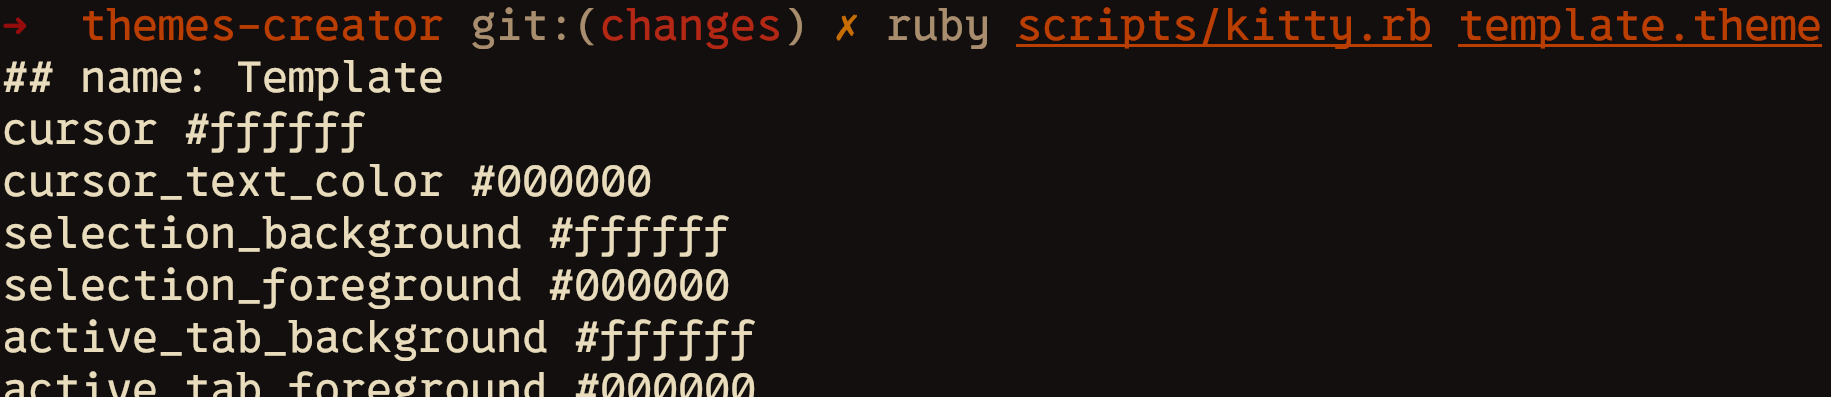 → themes-creator git:(changes) ✗ ruby scripts/kitty.rb template.theme
## name: Template
cursor #ffffff
cursor_text_color #000000
selection_background #ffffff
selection_foreground #000000
active_tab_background #ffffff
active_tab_foreground #000000